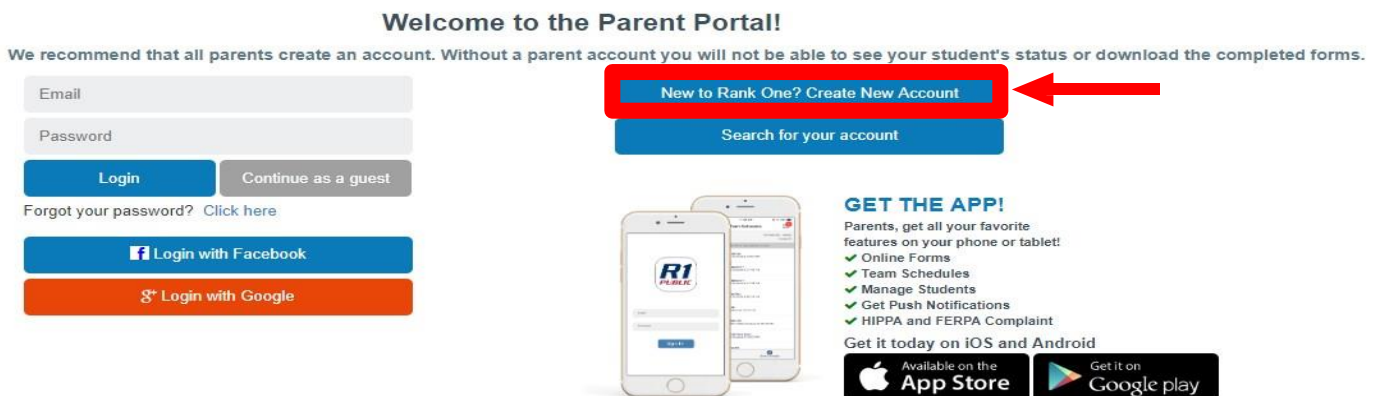 Welcome to the Parent Portal!
We recommend that all parents create an account. Without a parent account you will not be able to see your student's status or download the completed forms.
Email
Password
Login
Continue as a guest
Forgot your password? Click here
f Login with Facebook
g+ Login with Google
New to Rank One? Create New Account
Search for your account
R1
PUBLIC
GET THE APP!
Parents, get all your favorite
features on your phone or tablet!
✔ Online Forms
✔ Team Schedules
✔ Manage Students
✔ Get Push Notifications
✔ HIPPA and FERPA Complaint
Get it today on iOS and Android
Available on the
App Store
Get it on
Google play